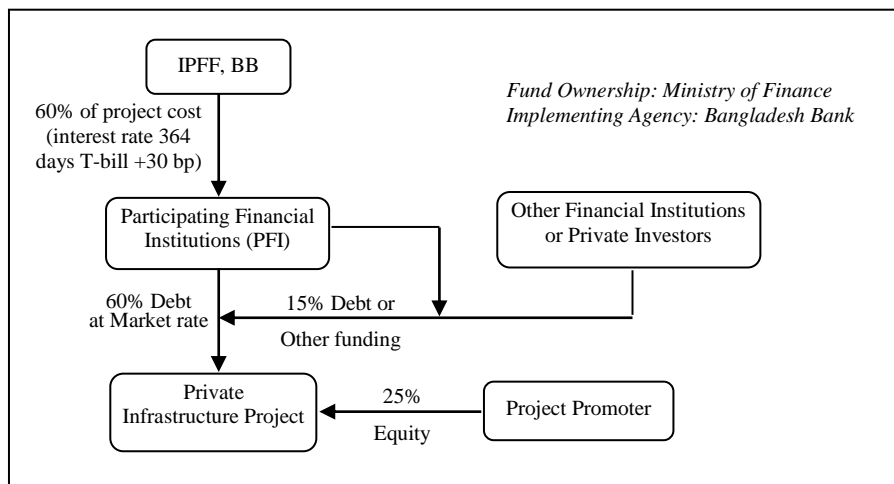 IPFF, BB
Fund Ownership: Ministry of Finance
Implementing Agency: Bangladesh Bank
60% of project cost
(interest rate 364
days T-bill +30 bp)
Participating Financial
Institutions (PFI)
Other Financial Institutions
or Private Investors
60% Debt
at Market rate
15% Debt or
Other funding
Private
Infrastructure Project
25%
Equity
Project Promoter